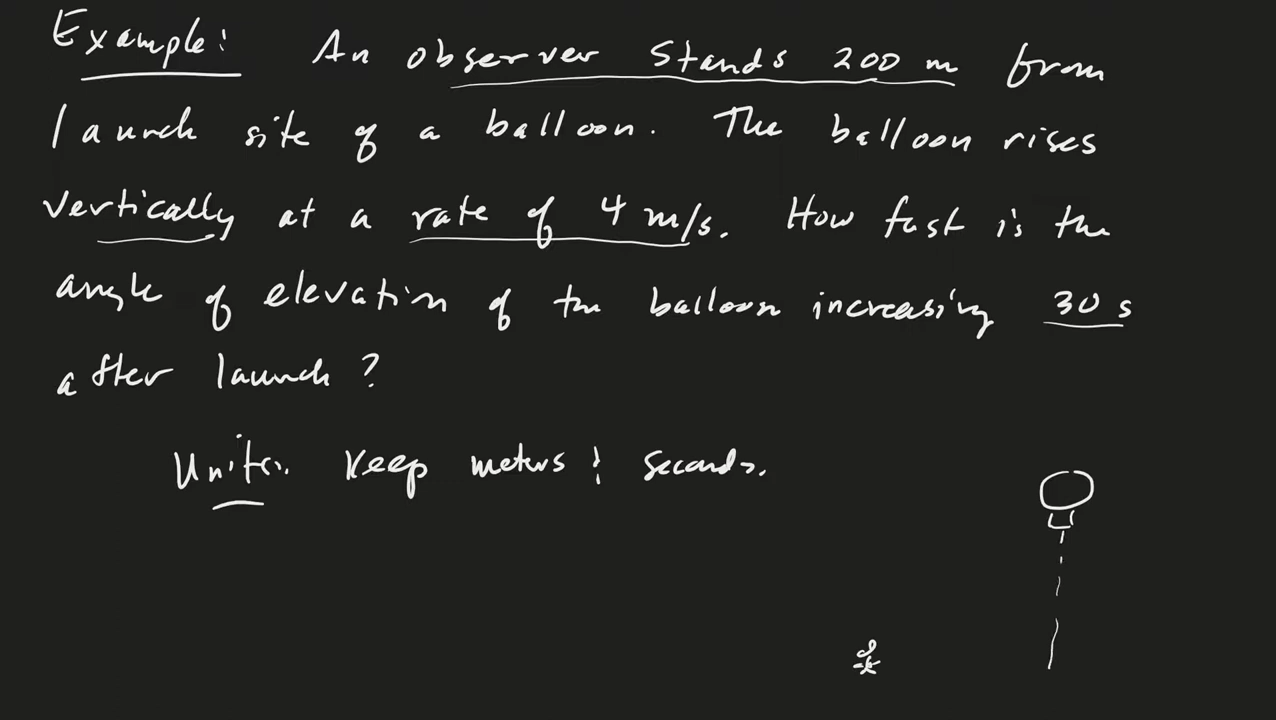 Example: An observer stands 200 m from
launch site of a balloon. The balloon rises
vertically at a rate of 4 m/s. How fast is the
angle of elevation of the balloon increasing 30 s
after launch?
Units: Keep meters & seconds.